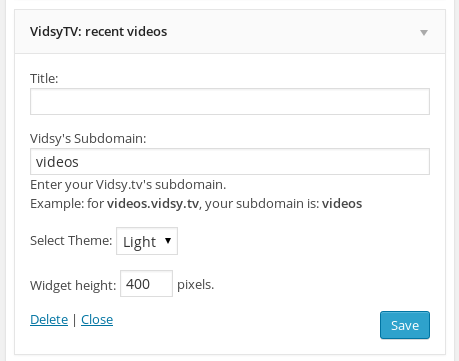 VidsyTV: recent videos
Title:
Vidsy's Subdomain:
videos
Enter your Vidsy.tv's subdomain.
Example: for videos.vidsy.tv, your subdomain is: videos
Select Theme: Light
Widget height: 400 pixels.
Delete | Close Save